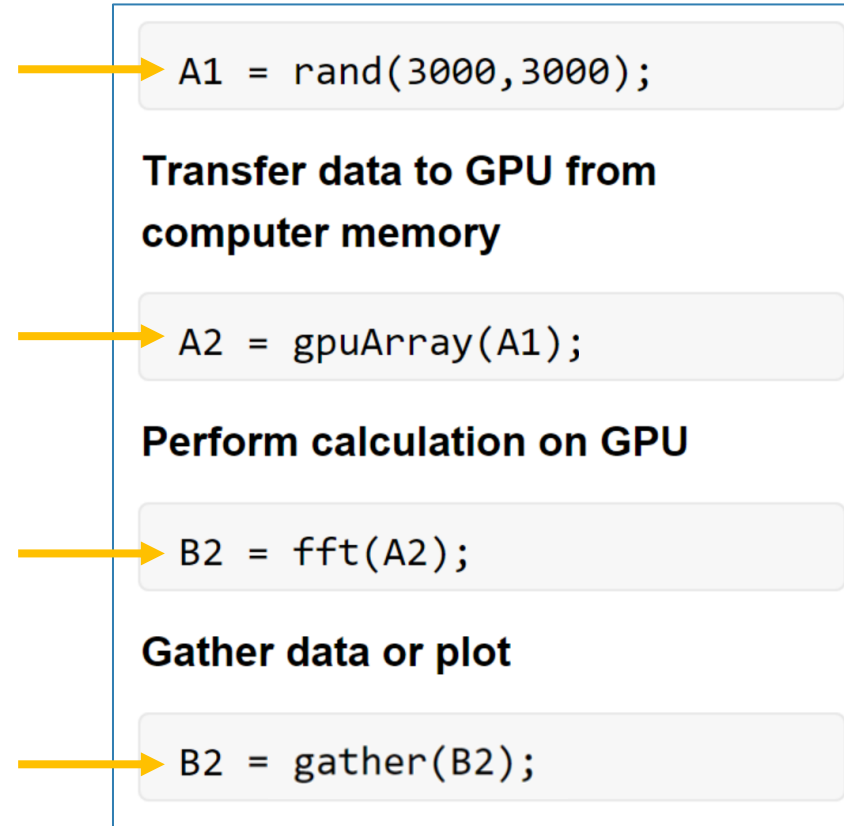 A1 = rand(3000,3000);
Transfer data to GPU from
computer memory
A2 = gpuArray(A1);
Perform calculation on GPU
B2 = fft(A2);
Gather data or plot
B2 = gather(B2);